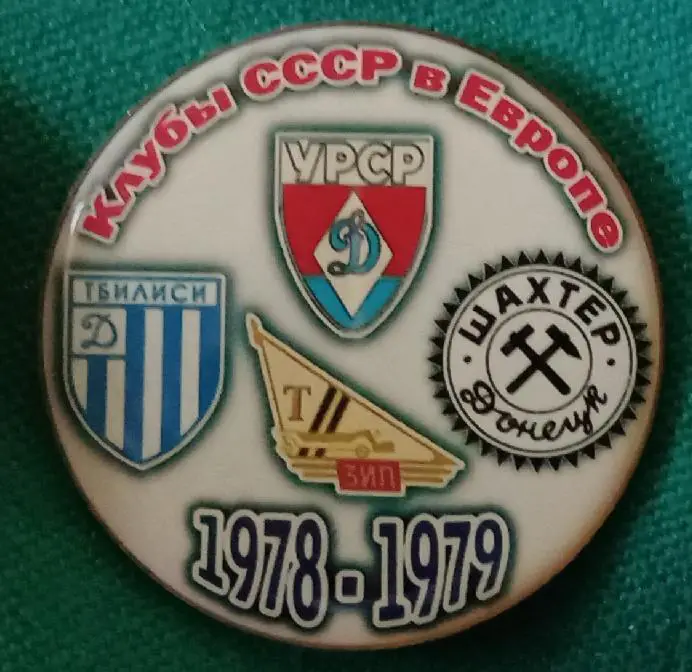 Клубы СССР в Европе
УРСР
Д
ТБИЛИСИ
Д
Т
ЗИП
ШАХТЕР
Донецк
1978-1979